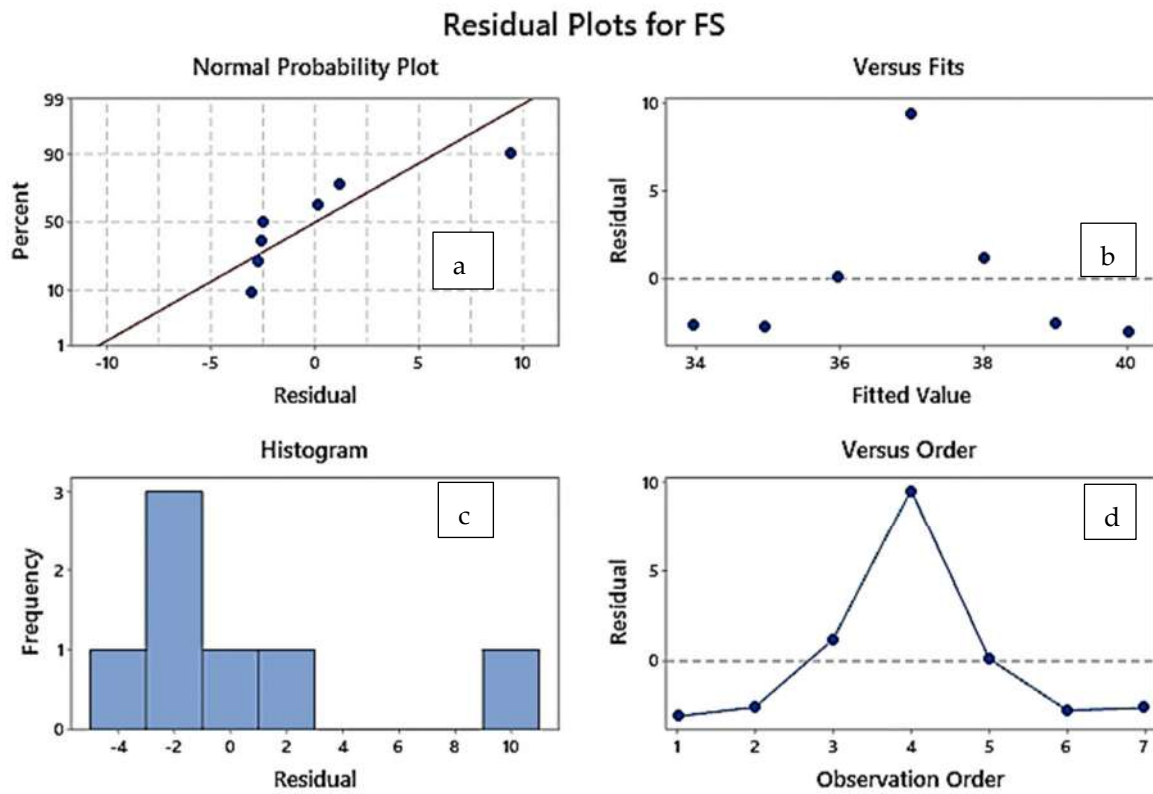 Residual Plots for FS
Normal Probability Plot
99
90
50
10
1
-10 -5 0 5 10
Percent
Residual
a
Versus Fits
10
5
0
34 36 38 40
Residual
Fitted Value
b
Histogram
3
2
1
0
-4 -2 0 2 4 6 8 10
Frequency
Residual
c
Versus Order
10
5
0
1 2 3 4 5 6 7
Residual
Observation Order
d